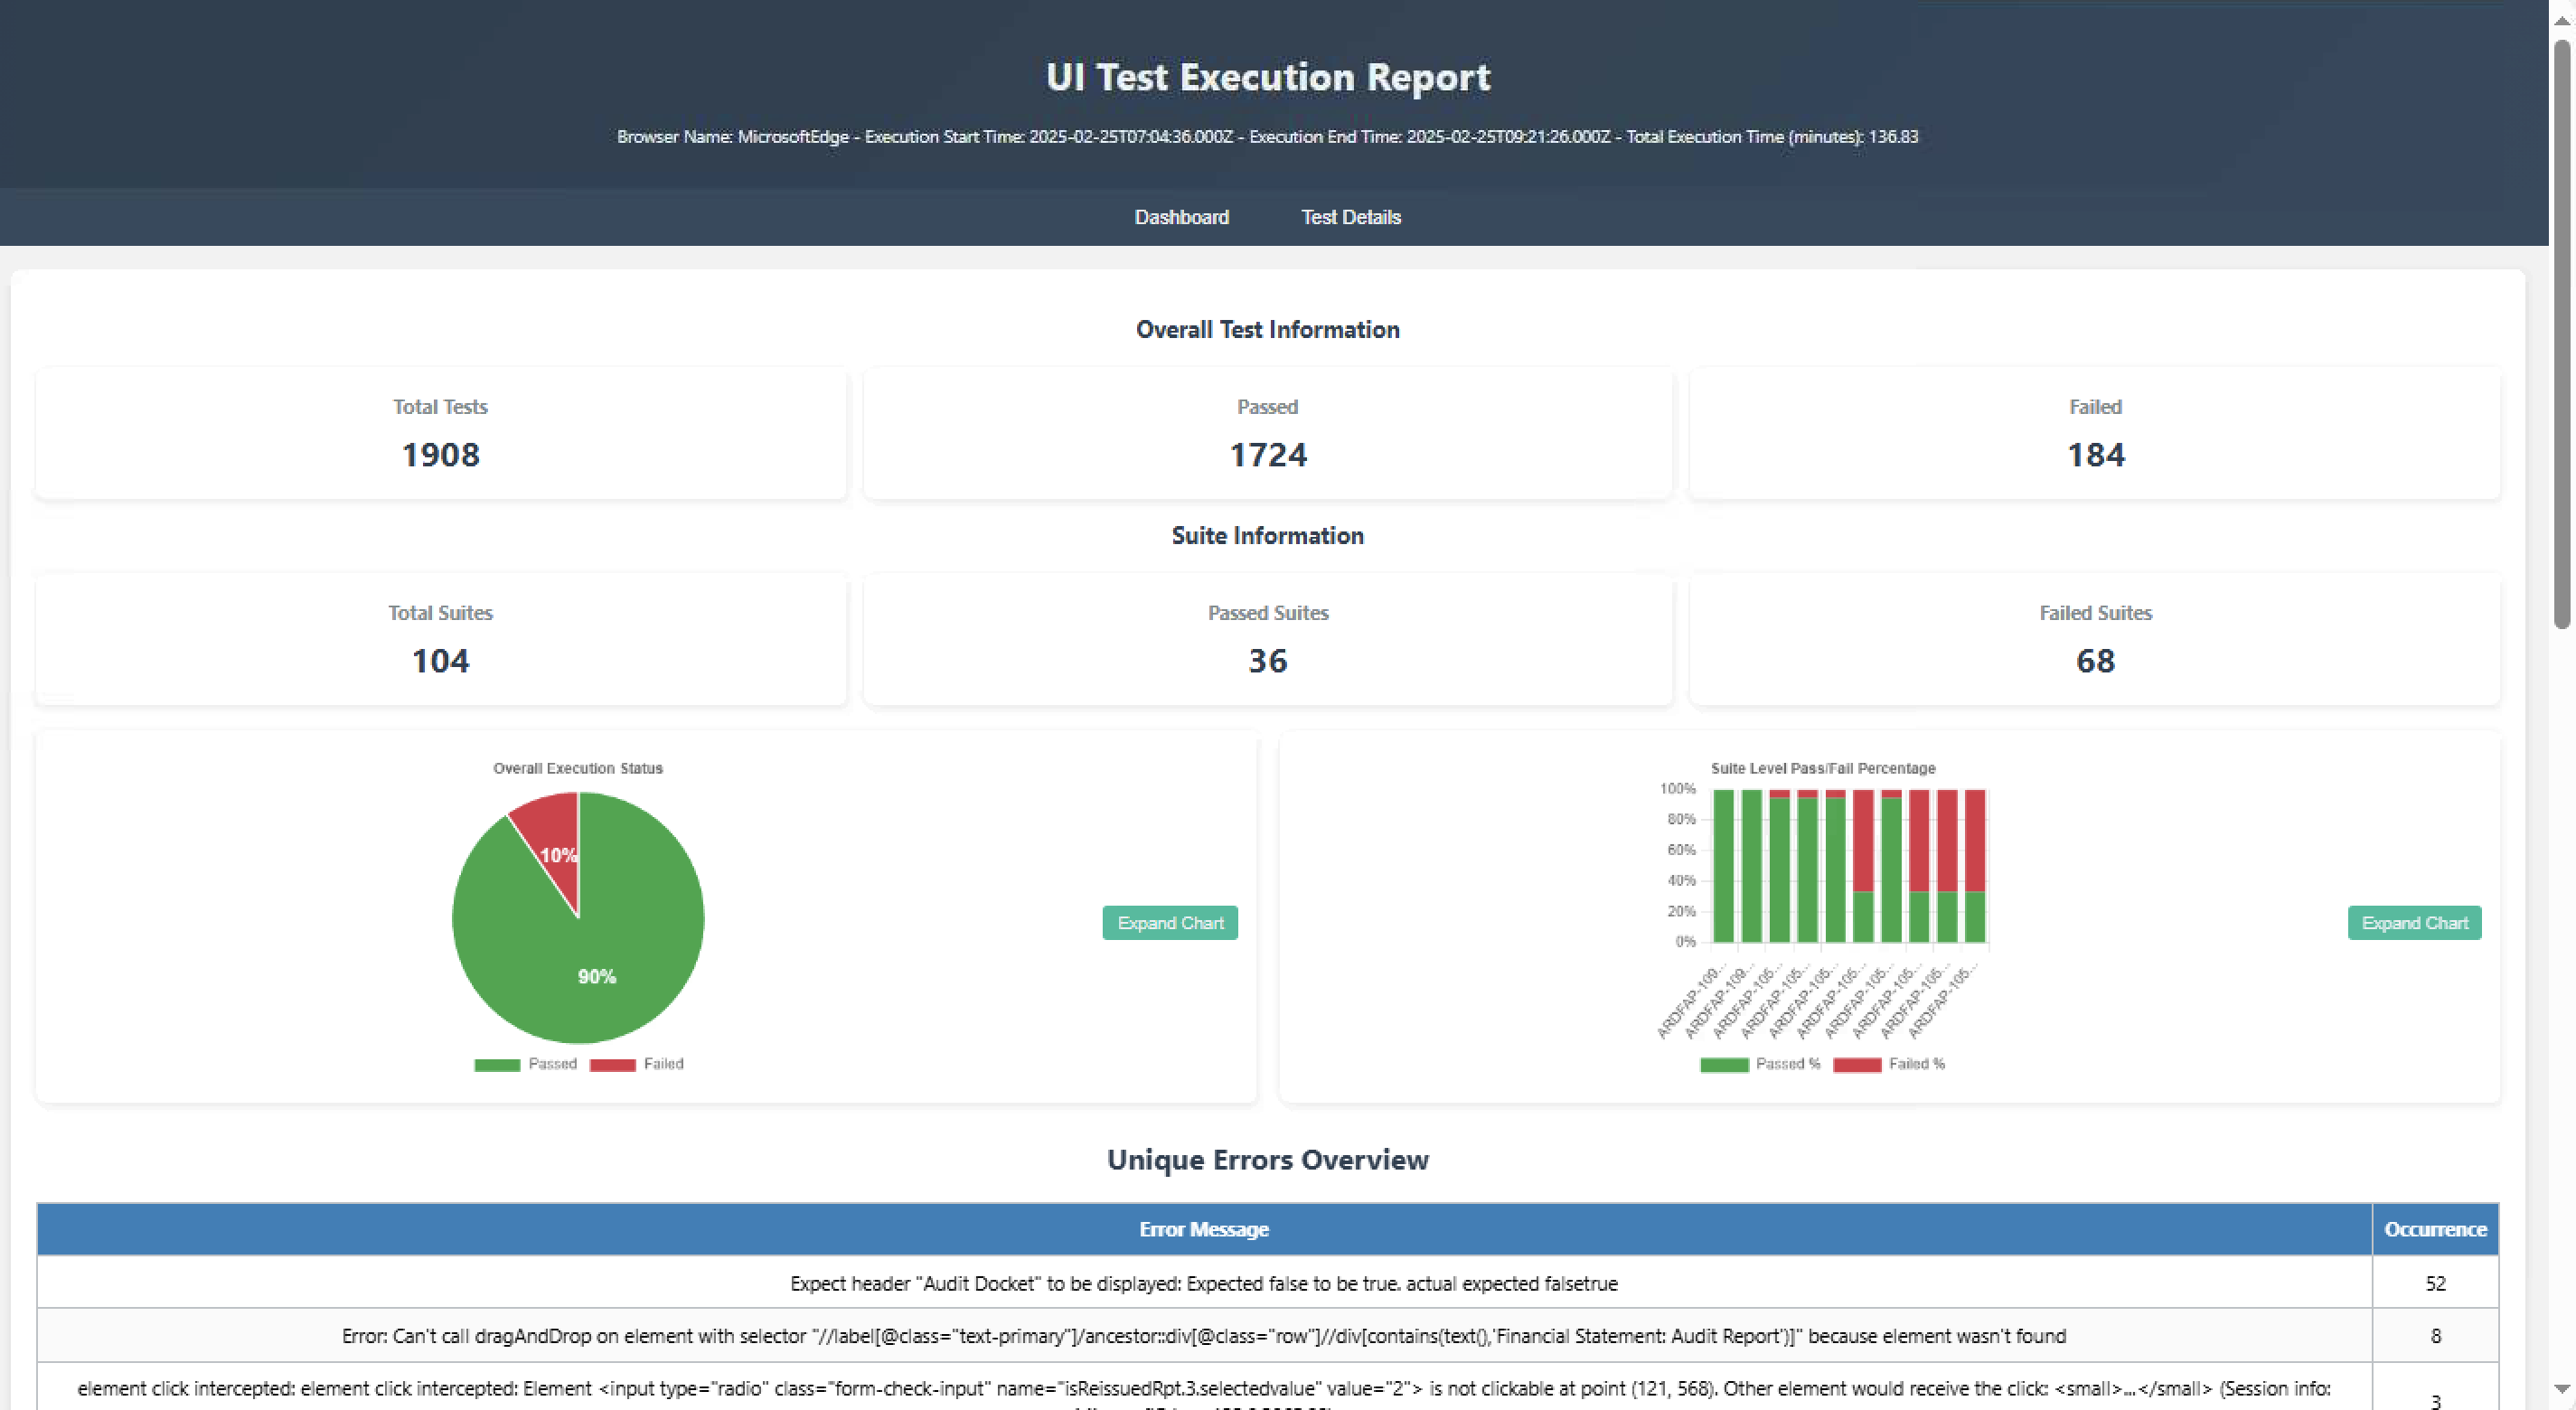 UI Test Execution Report
Browser Name: MicrosoftEdge - Execution Start Time: 2025-02-25T07:04:36.000Z - Execution End Time: 2025-02-25T09:21:26.000Z - Total Execution Time (minutes): 136.83
Dashboard Test Details
Overall Test Information
Total Tests
1908
Passed
1724
Failed
184
Suite Information
Total Suites
104
Passed Suites
36
Failed Suites
68
Overall Execution Status
10%
90%
Passed Failed
Expand Chart
Suite Level Pass/Fail Percentage
100%
80%
60%
40%
20%
0%
ARDFAP-109...
ARDFAP-109...
ARDFAP-105...
ARDFAP-105...
ARDFAP-105...
ARDFAP-105...
ARDFAP-105...
ARDFAP-105...
ARDFAP-105...
ARDFAP-105...
Passed % Failed %
Expand Chart
Unique Errors Overview
Error Message Occurrence
Expect header "Audit Docket" to be displayed: Expected false to be true. actual expected falsetrue 52
Error: Can't call dragAndDrop on element with selector "//label[@class="text-primary"]/ancestor::div[@class="row"]//div[contains(text(),'Financial Statement: Audit Report')]" because element wasn't found 8
element click intercepted: element click intercepted: Element <input type="radio" class="form-check-input" name="isReissuedRpt.3.selectedvalue" value="2"> is not clickable at point (121, 568). Other element would receive the click: <small>...</small> (Session info: 3